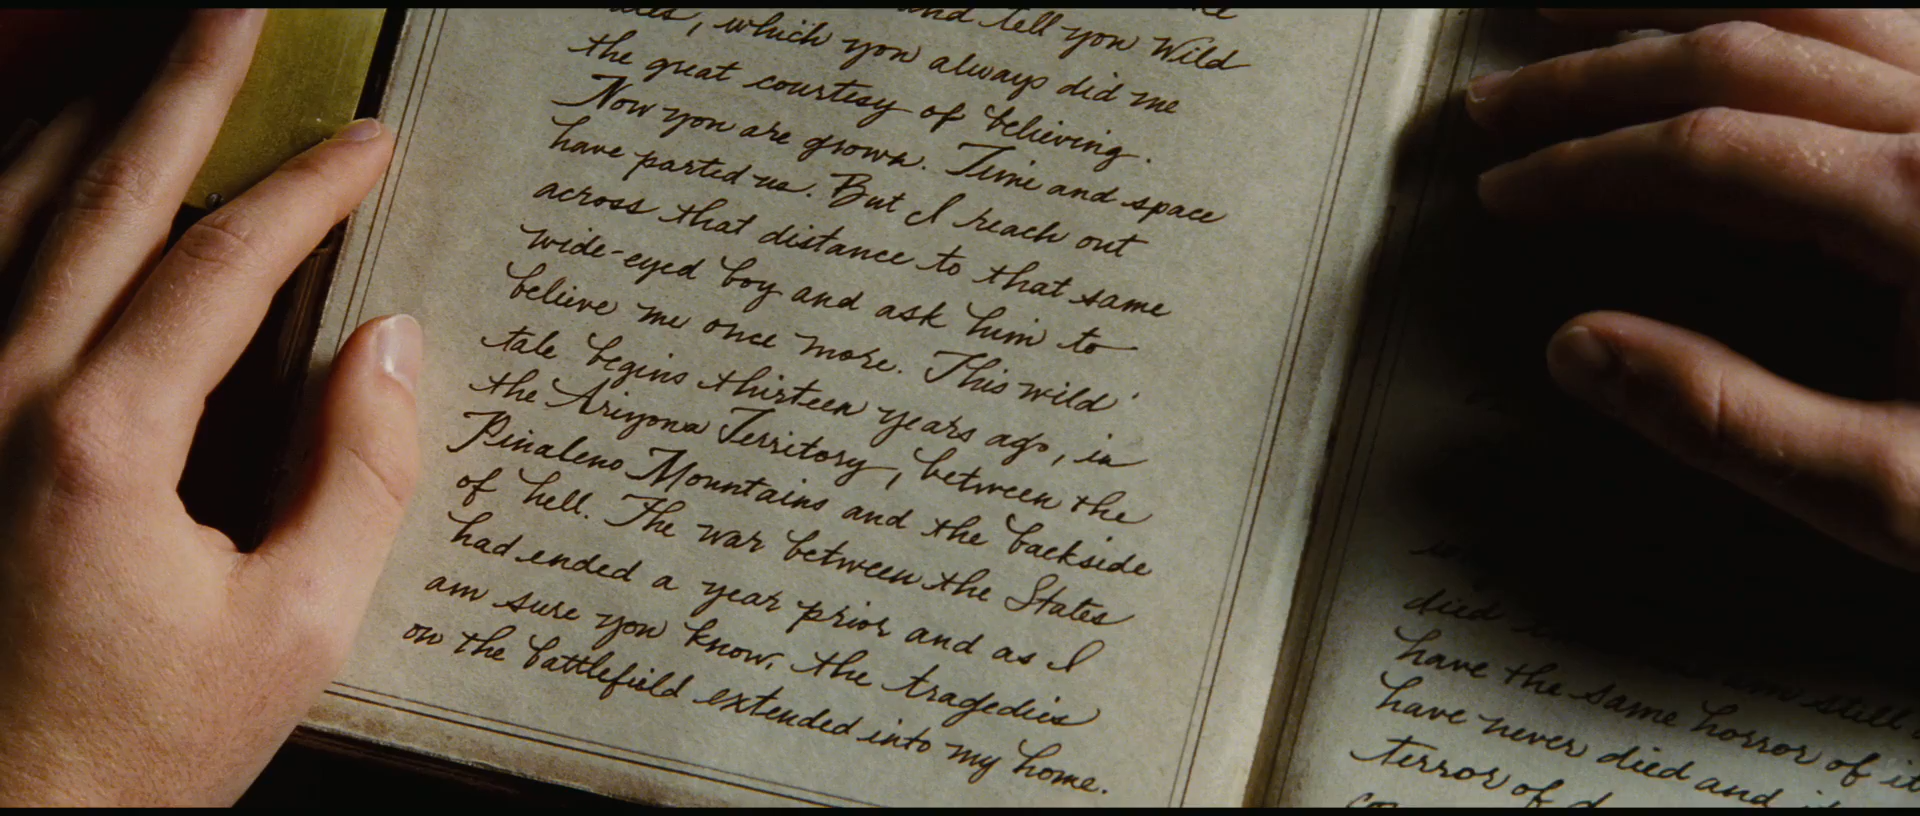 and tell you Wild
, which you always did me
the great courtesy of believing.
Now you are grown. Time and space
have parted us. But I reach out
across that distance to that same
wide-eyed boy and ask him to
believe me once more. This wild
tale begins thirteen years ago, in
the Arizona Territory, between the
Pinaleno Mountains and the backside
of hell. The war between the States
had ended a year prior and as I
am sure you know, the tragedies
on the battlefield extended into my home.
died
still
have the same horror of it
have never died and
terror of d